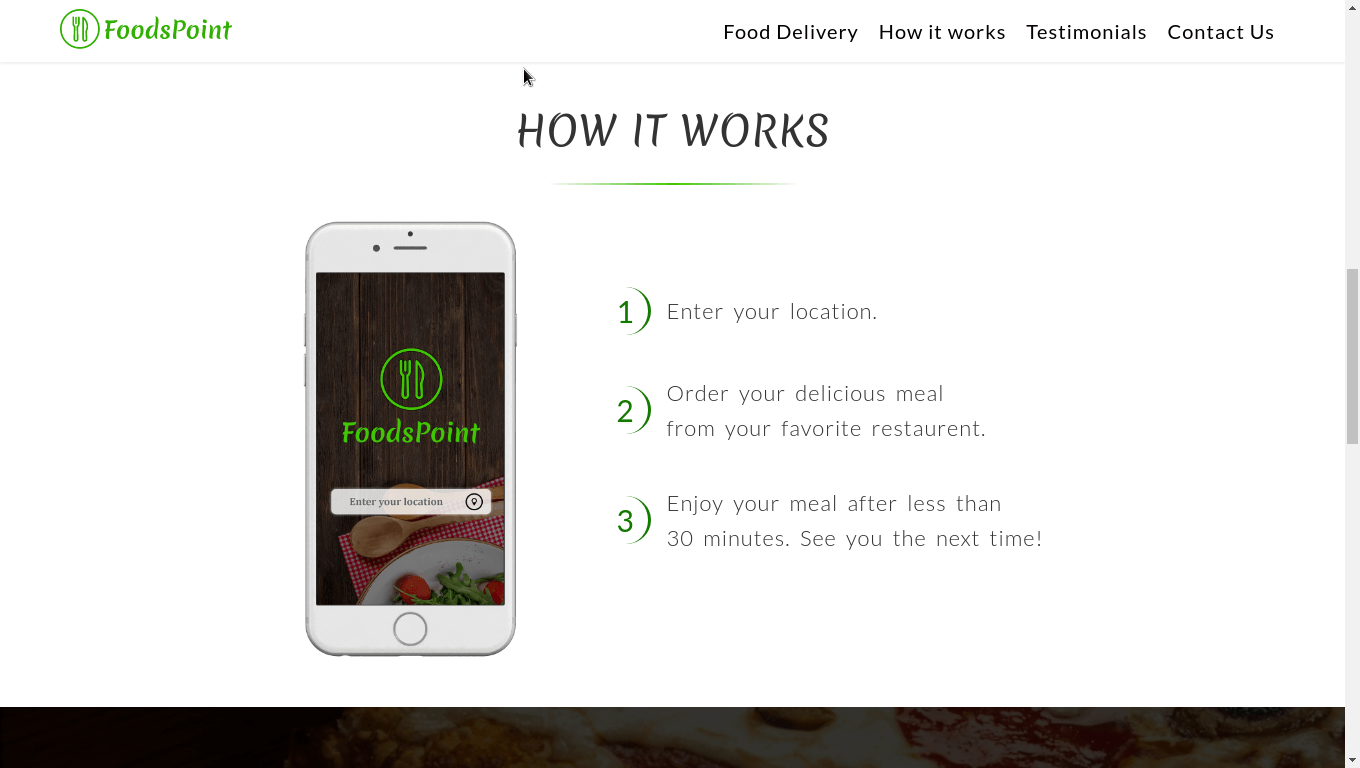 FoodsPoint
Food Delivery How it works Testimonials Contact Us
HOW IT WORKS
FoodsPoint
Enter your location
1 Enter your location.
2 Order your delicious meal
from your favorite restaurent.
3 Enjoy your meal after less than
30 minutes. See you the next time!